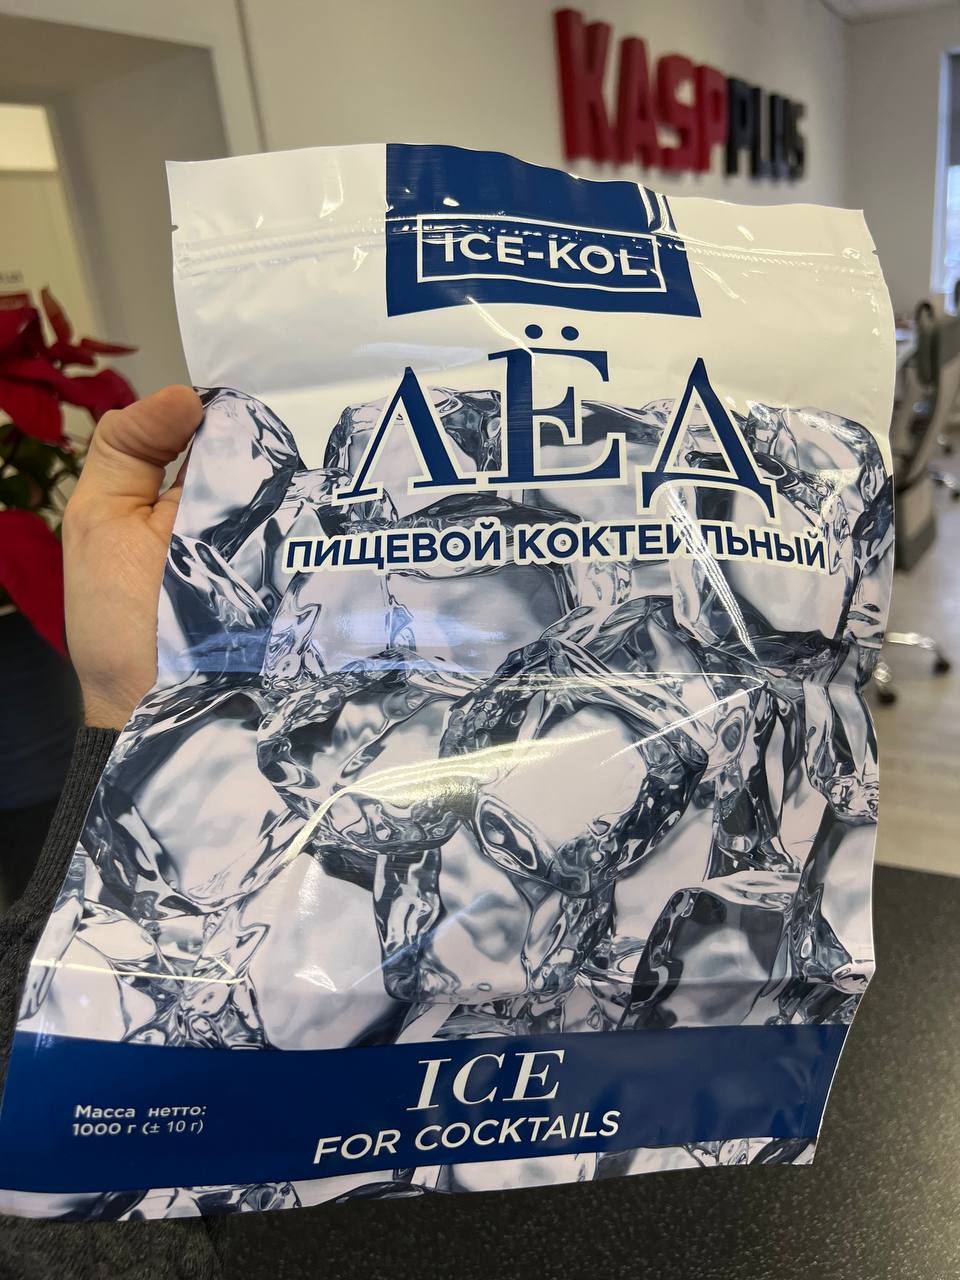 KASPPLUS
ICE-KOL
ЛЁД
ПИЩЕВОЙ КОКТЕЙЛЬНЫЙ
ICE
FOR COCKTAILS
Масса нетто:
1000 г (± 10 г)